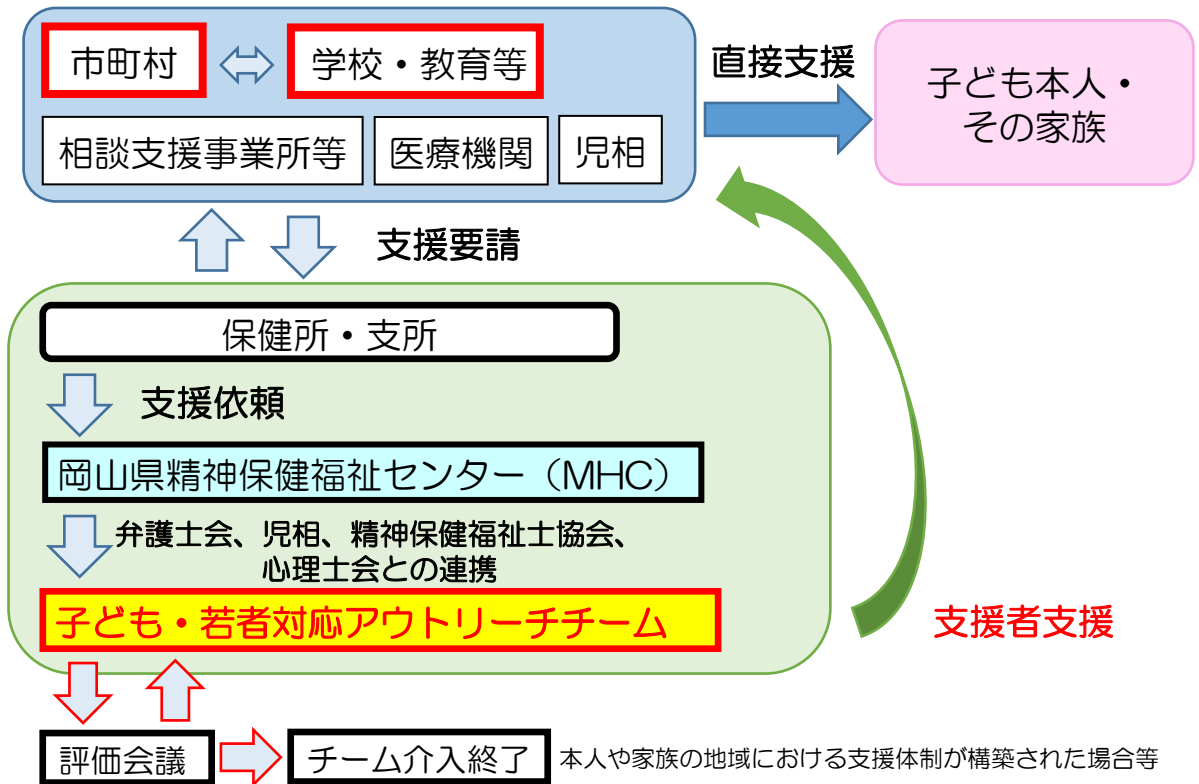 市町村
学校・教育等
直接支援
子ども本人・
その家族
相談支援事業所等
医療機関
児相
支援要請
保健所・支所
支援依頼
岡山県精神保健福祉センター（MHC）
弁護士会、児相、精神保健福祉士協会、
心理士会との連携
子ども・若者対応アウトリーチチーム
支援者支援
評価会議
チーム介入終了
本人や家族の地域における支援体制が構築された場合等